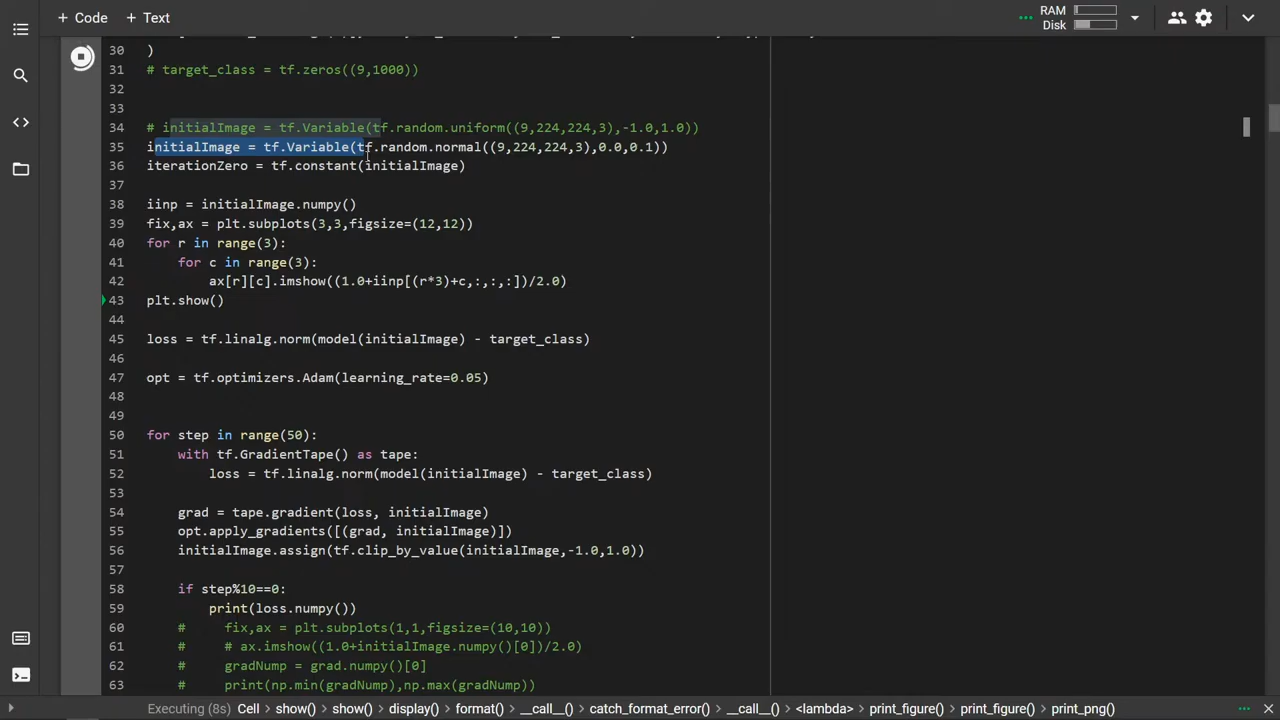 + Code + Text
RAM
Disk
30 )
31 # target_class = tf.zeros((9,1000))
32
33
34 # initialImage = tf.Variable(tf.random.uniform((9,224,224,3),-1.0,1.0))
35 initialImage = tf.Variable(tf.random.normal((9,224,224,3),0.0,0.1))
36 iterationZero = tf.constant(initialImage)
37
38 iinp = initialImage.numpy()
39 fix,ax = plt.subplots(3,3,figsize=(12,12))
40 for r in range(3):
41 for c in range(3):
42 ax[r][c].imshow((1.0+iinp[(r*3)+c,:,:,:])/2.0)
43 plt.show()
44
45 loss = tf.linalg.norm(model(initialImage) - target_class)
46
47 opt = tf.optimizers.Adam(learning_rate=0.05)
48
49
50 for step in range(50):
51 with tf.GradientTape() as tape:
52 loss = tf.linalg.norm(model(initialImage) - target_class)
53
54 grad = tape.gradient(loss, initialImage)
55 opt.apply_gradients([(grad, initialImage)])
56 initialImage.assign(tf.clip_by_value(initialImage,-1.0,1.0))
57
58 if step%10==0:
59 print(loss.numpy())
60 # fix,ax = plt.subplots(1,1,figsize=(10,10))
61 # # ax.imshow((1.0+initialImage.numpy()[0])/2.0)
62 # gradNump = grad.numpy()[0]
63 # print(np.min(gradNump),np.max(gradNump))
Executing (8s) Cell > show() > show() > display() > format() > __call__() > catch_format_error() > __call__() > <lambda> > print_figure() > print_figure() > print_png()